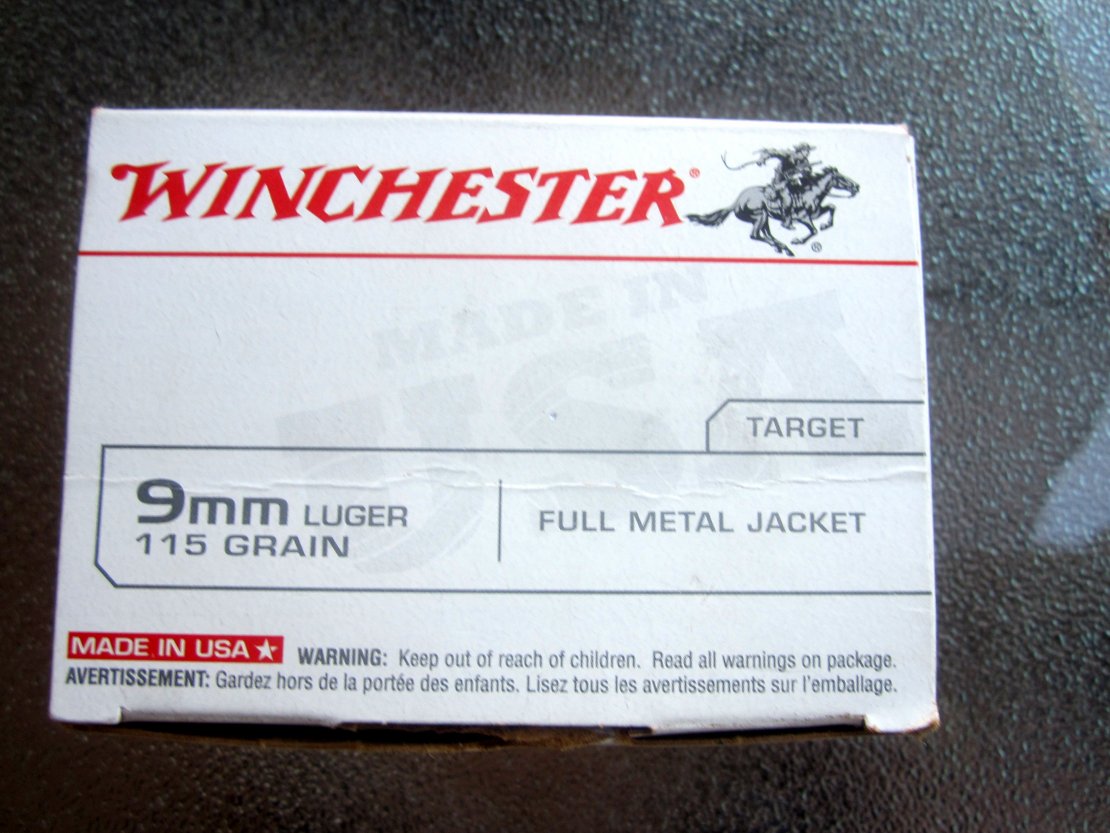 WINCHESTER®
®
MADE IN
USA
TARGET
9mm LUGER
115 GRAIN
FULL METAL JACKET
MADE IN USA ★
WARNING: Keep out of reach of children. Read all warnings on package.
AVERTISSEMENT: Gardez hors de la portée des enfants. Lisez tous les avertissements sur l'emballage.